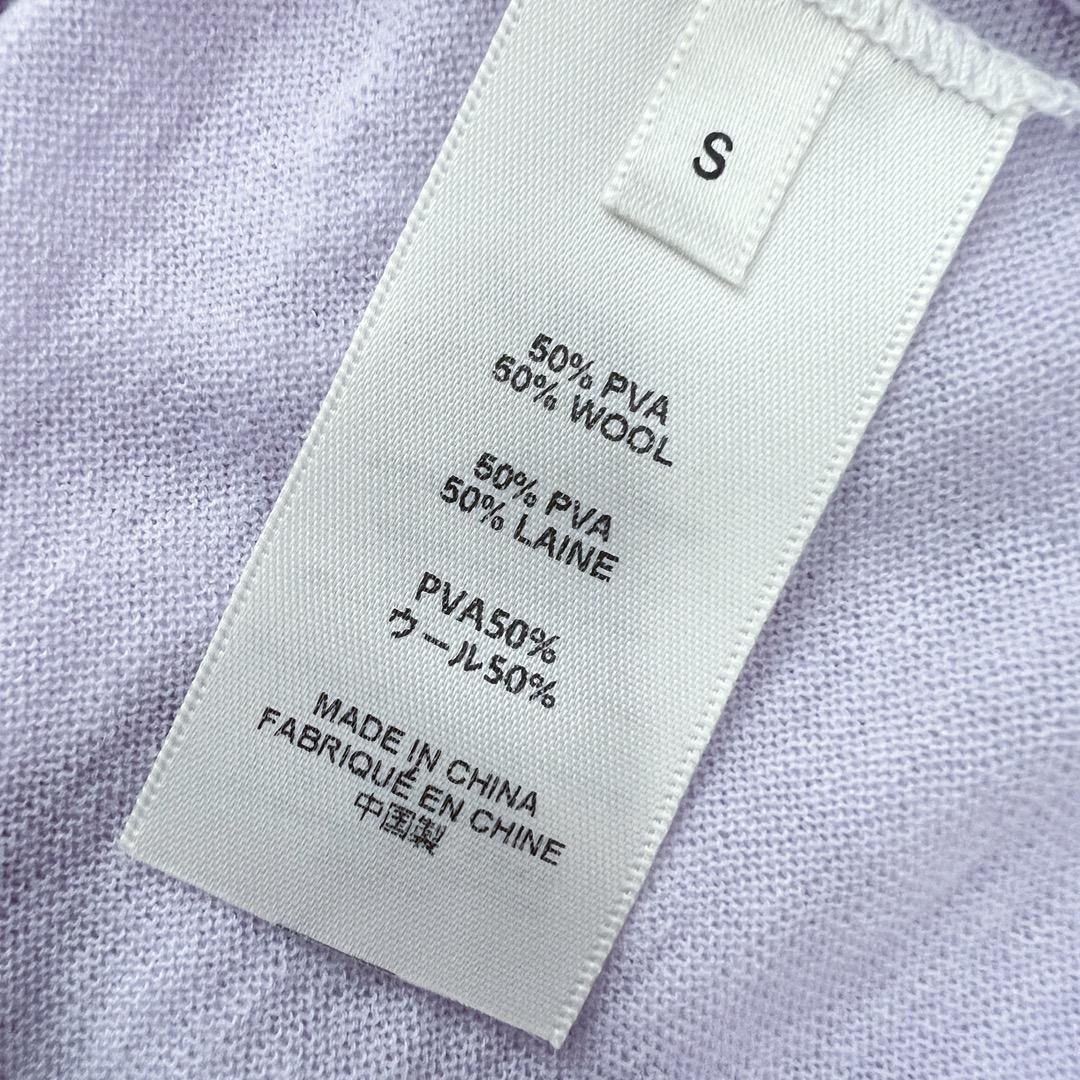 S
50% PVA
50% WOOL
50% PVA
50% LAINE
PVA50%
ウール50%
MADE IN CHINA
FABRIQUÉ EN CHINE
中国製